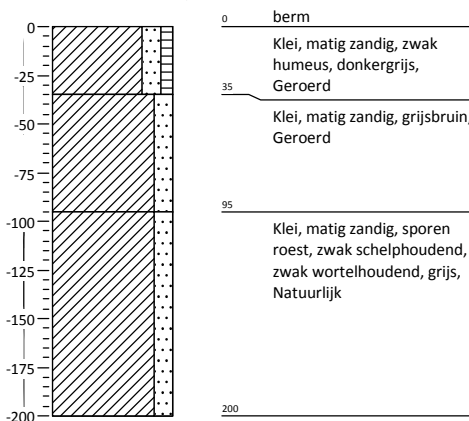 0
-25
-50
-75
-100
-125
-150
-175
-200
0 berm
Klei, matig zandig, zwak
humeus, donkergrijs,
Geroerd
35
Klei, matig zandig, grijsbruin,
Geroerd
95
Klei, matig zandig, sporen
roest, zwak schelphoudend,
zwak wortelhoudend, grijs,
Natuurlijk
200